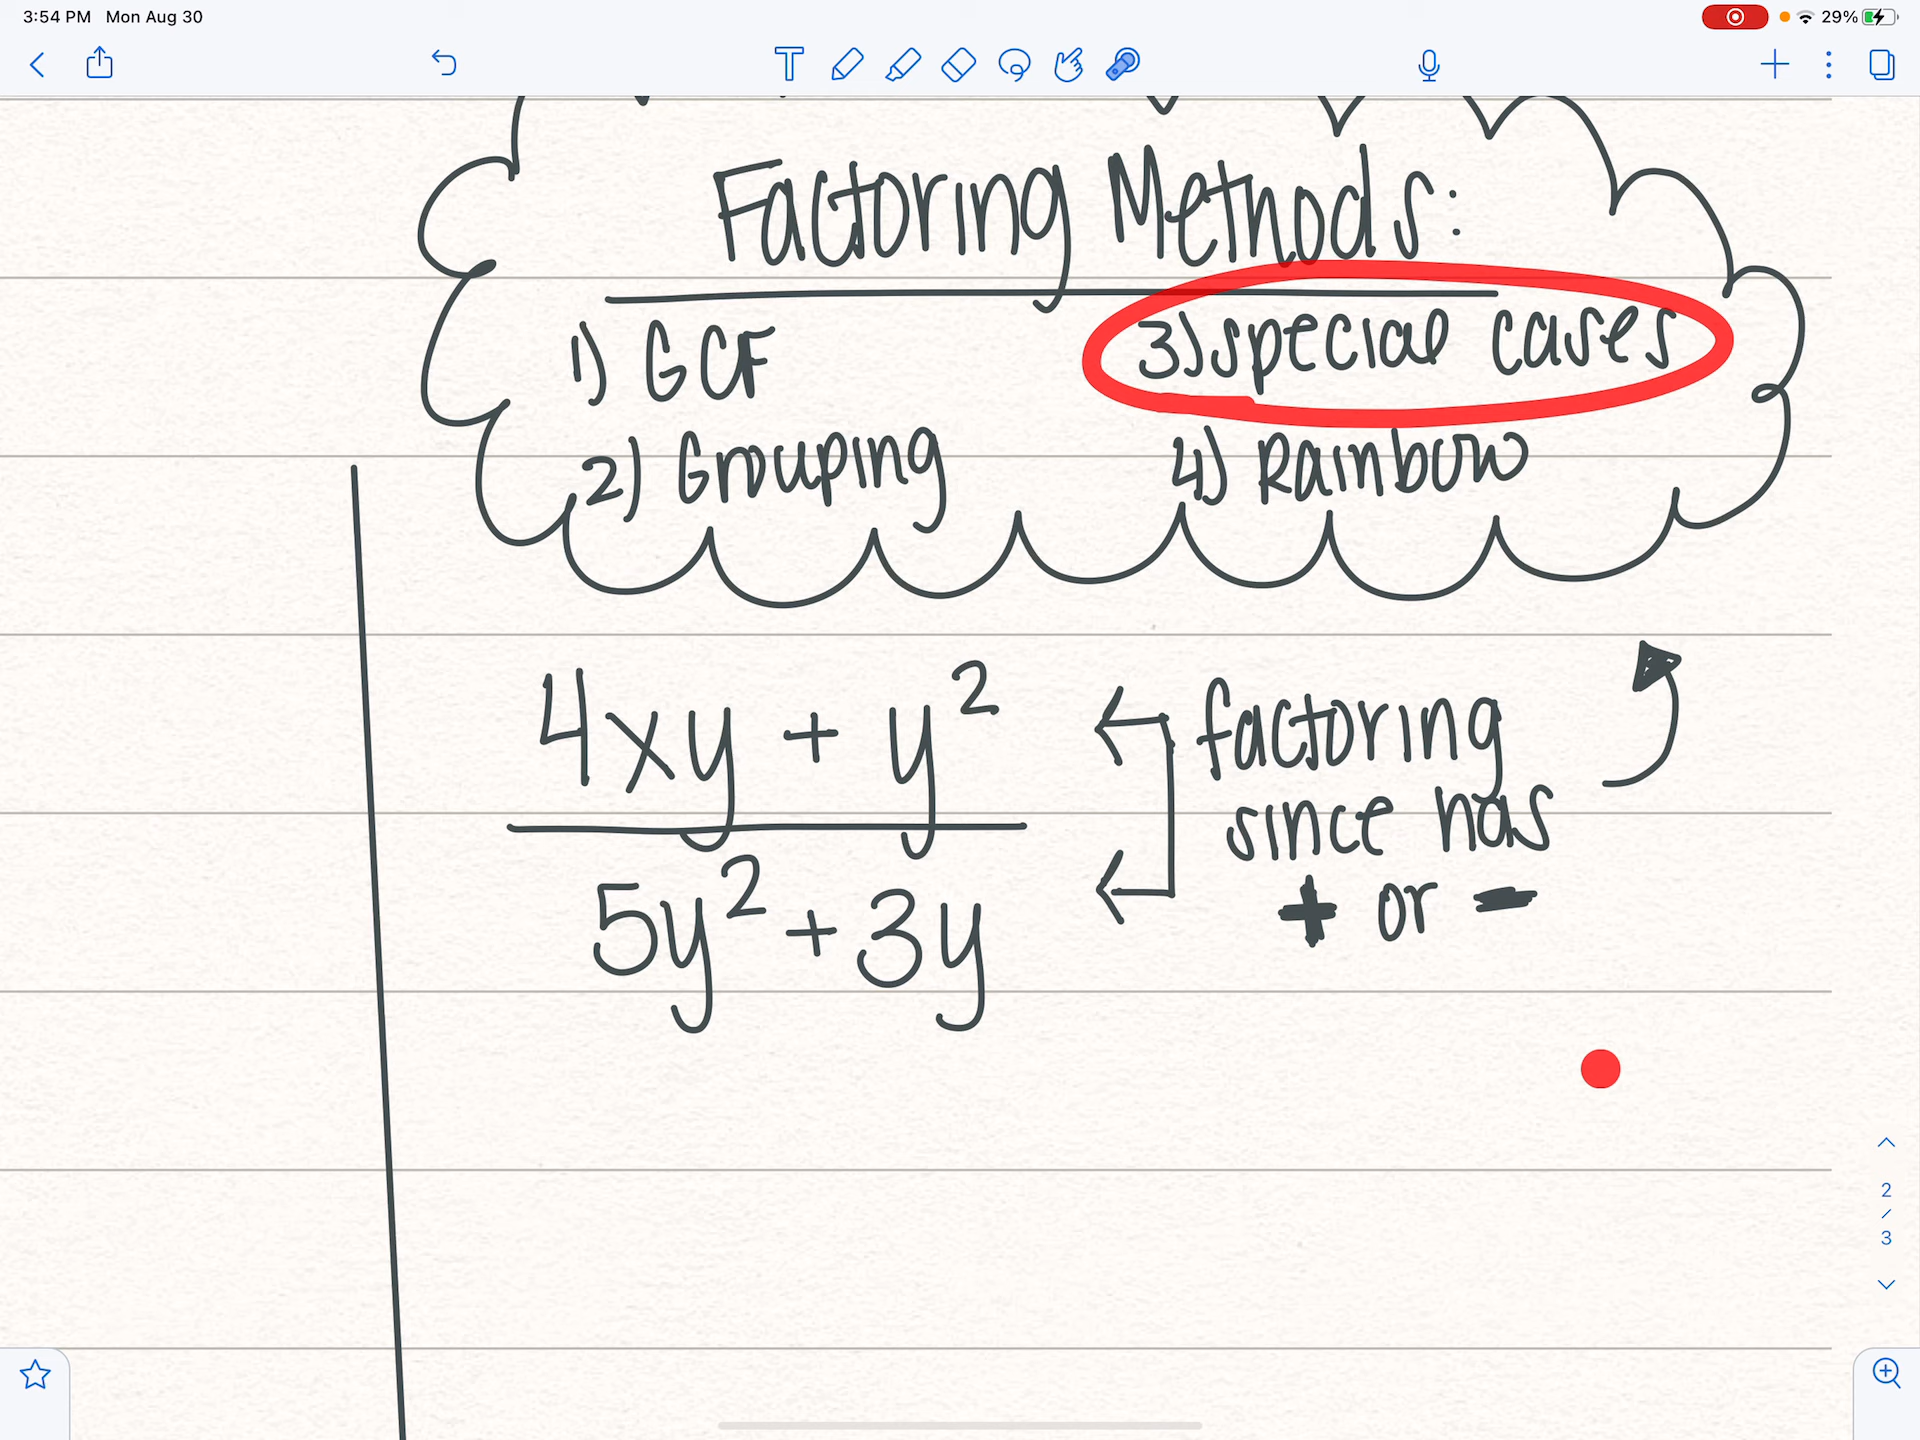 3:54 PM Mon Aug 30
29%
Factoring Methods:
1) GCF
3) special cases
2) Grouping
4) Rainbow
4xy + y²
5y² + 3y
factoring
since has
+ or -
2
/
3